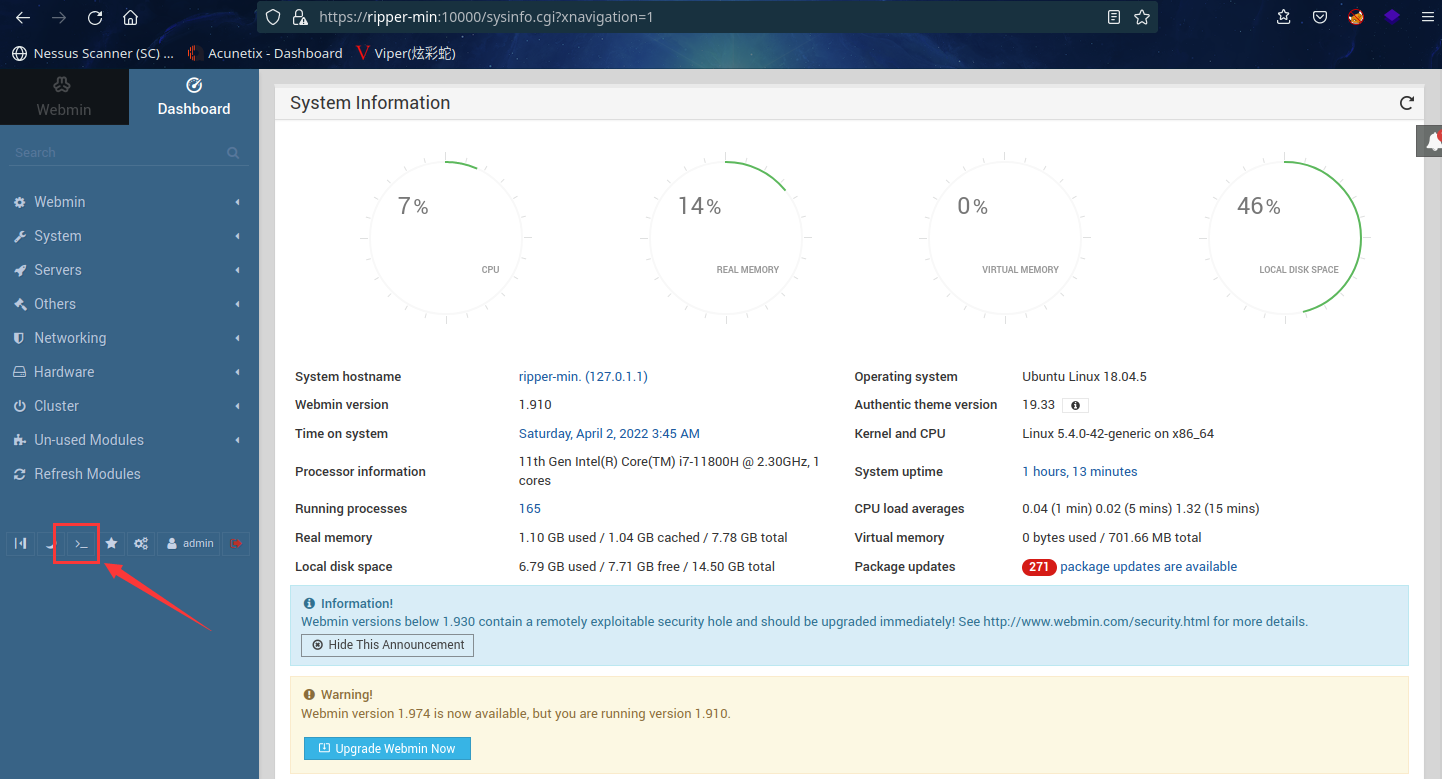 https://ripper-min:10000/sysinfo.cgi?xnavigation=1
Nessus Scanner (SC) ...
Acunetix - Dashboard
Viper(炫彩蛇)
Webmin
Dashboard
Search
Webmin
System
Servers
Others
Networking
Hardware
Cluster
Un-used Modules
Refresh Modules
admin
System Information
7%
CPU
14%
REAL MEMORY
0%
VIRTUAL MEMORY
46%
LOCAL DISK SPACE
System hostname ripper-min. (127.0.1.1) Operating system Ubuntu Linux 18.04.5
Webmin version 1.910 Authentic theme version 19.33
Time on system Saturday, April 2, 2022 3:45 AM Kernel and CPU Linux 5.4.0-42-generic on x86_64
Processor information 11th Gen Intel(R) Core(TM) i7-11800H @ 2.30GHz, 1
cores System uptime 1 hours, 13 minutes
Running processes 165 CPU load averages 0.04 (1 min) 0.02 (5 mins) 1.32 (15 mins)
Real memory 1.10 GB used / 1.04 GB cached / 7.78 GB total Virtual memory 0 bytes used / 701.66 MB total
Local disk space 6.79 GB used / 7.71 GB free / 14.50 GB total Package updates 271 package updates are available
Information!
Webmin versions below 1.930 contain a remotely exploitable security hole and should be upgraded immediately! See http://www.webmin.com/security.html for more details.
Hide This Announcement
Warning!
Webmin version 1.974 is now available, but you are running version 1.910.
Upgrade Webmin Now